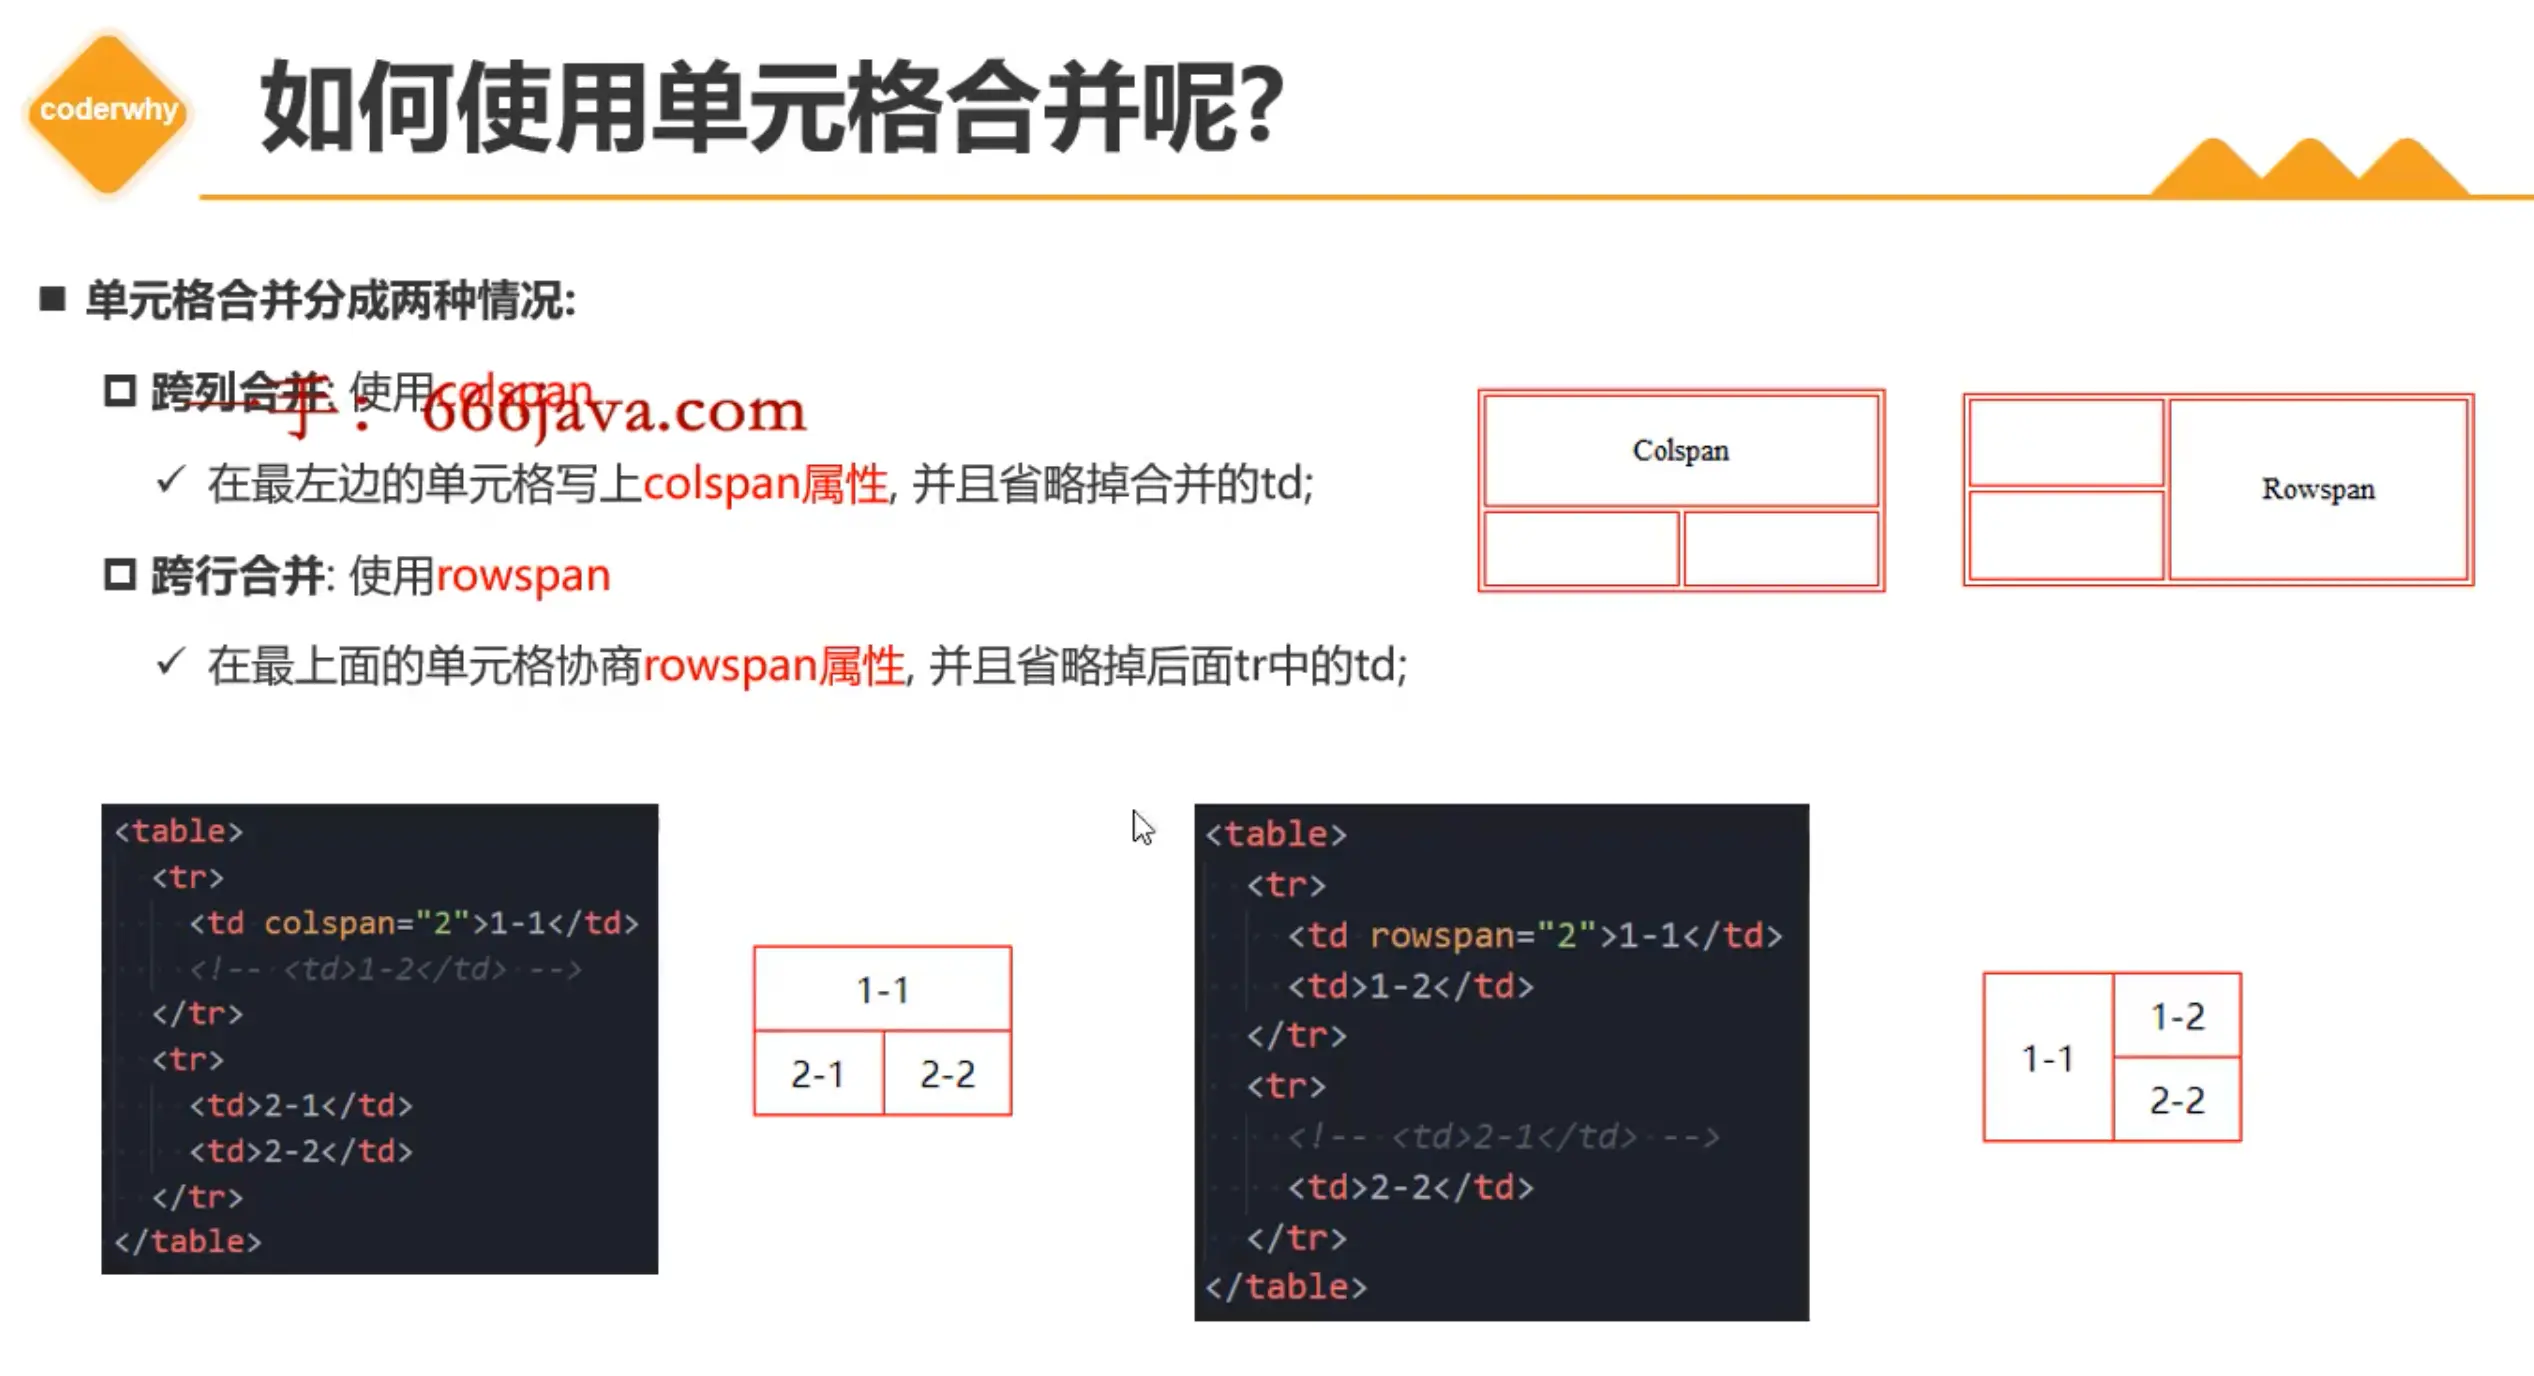 coderwhy
如何使用单元格合并呢?
单元格合并分成两种情况:
跨列合并: 使用colspan
一手: 666java.com
在最左边的单元格写上colspan属性, 并且省略掉合并的td;
跨行合并: 使用rowspan
在最上面的单元格协商rowspan属性, 并且省略掉后面tr中的td;
Colspan
Rowspan
<table>
<tr>
<td colspan="2">1-1</td>
<!-- <td>1-2</td> -->
</tr>
<tr>
<td>2-1</td>
<td>2-2</td>
</tr>
</table>
1-1
2-1 2-2
<table>
<tr>
<td rowspan="2">1-1</td>
<td>1-2</td>
</tr>
<tr>
<!-- <td>2-1</td> -->
<td>2-2</td>
</tr>
</table>
1-2
1-1
2-2